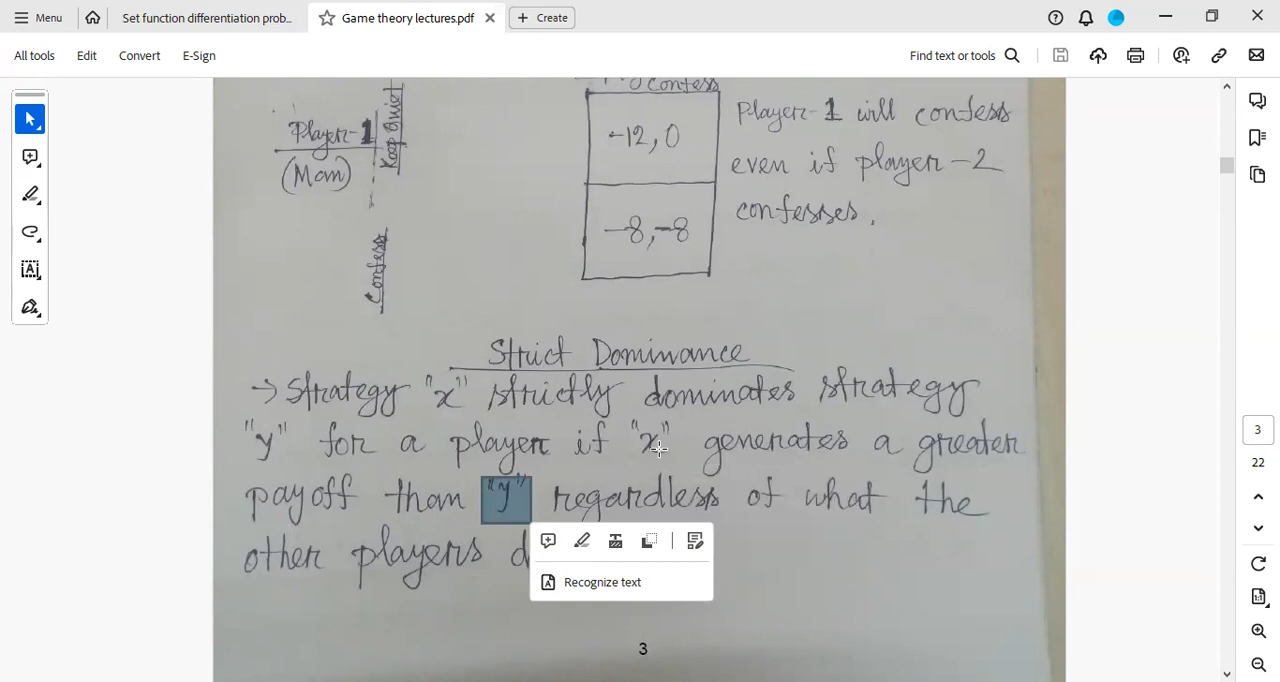 Menu Set function differentiation prob... Game theory lectures.pdf Create
All tools Edit Convert E-Sign Find text or tools
Confess
Player-1 Keep Quiet -12, 0 Player-1 will confess
(Mom) even if player-2
Confess -8, -8 confesses.
Strict Dominance
→ Strategy "x" strictly dominates strategy
"y" for a player if "x" generates a greater
payoff than "y" regardless of what the
other players d
Recognize text
3
3
22
1:1